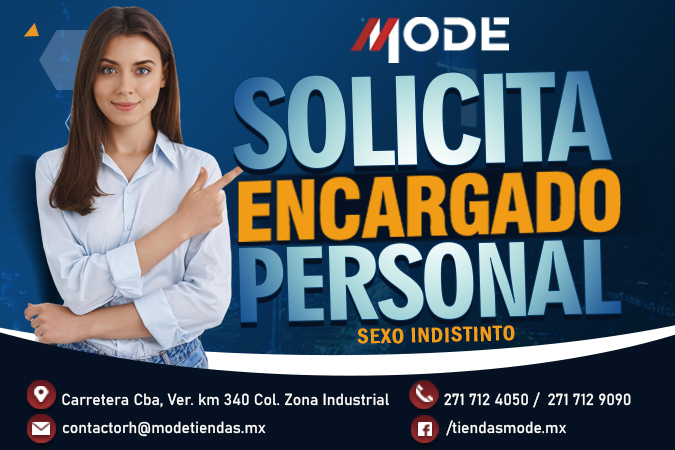 MODE
SOLICITA
ENCARGADO
PERSONAL
SEXO INDISTINTO
Carretera Cba, Ver. km 340 Col. Zona Industrial
271 712 4050 / 271 712 9090
contactorh@modetiendas.mx
/tiendasmode.mx